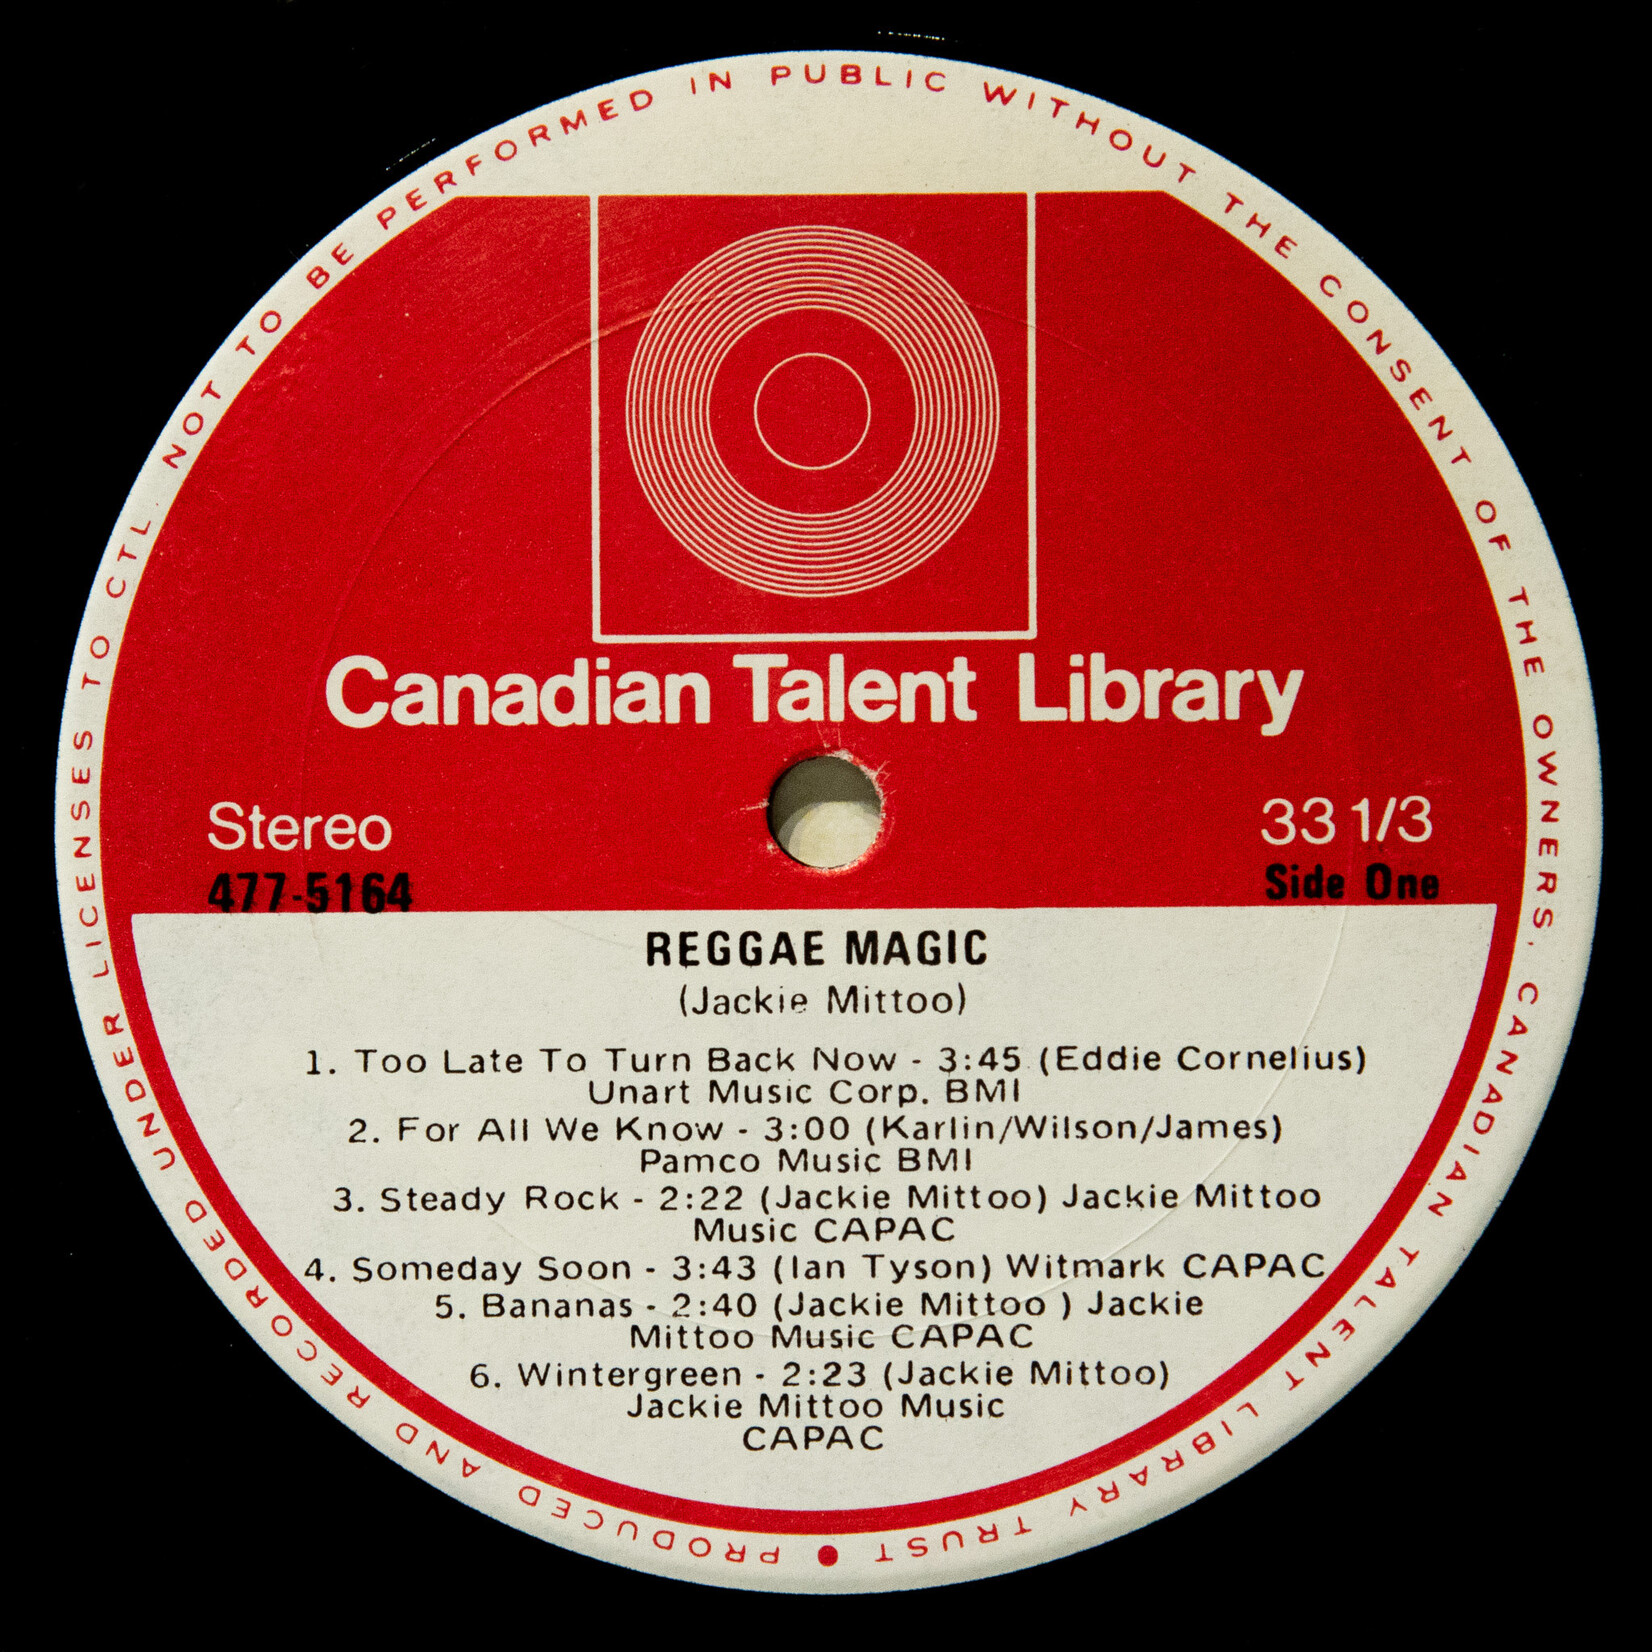 PRODUCED AND RECORDED UNDER LICENSES TO CTL. NOT TO BE PERFORMED IN PUBLIC WITHOUT THE CONSENT OF THE OWNERS, CANADIAN TALENT LIBRARY TRUST ●
Canadian Talent Library
Stereo
477-5164
33 1/3
Side One
REGGAE MAGIC
(Jackie Mittoo)
1. Too Late To Turn Back Now - 3:45 (Eddie Cornelius)
Unart Music Corp. BMI
2. For All We Know - 3:00 (Karlin/Wilson/James)
Pamco Music BMI
3. Steady Rock - 2:22 (Jackie Mittoo) Jackie Mittoo
Music CAPAC
4. Someday Soon - 3:43 (Ian Tyson) Witmark CAPAC
5. Bananas - 2:40 (Jackie Mittoo ) Jackie
Mittoo Music CAPAC
6. Wintergreen - 2:23 (Jackie Mittoo)
Jackie Mittoo Music
CAPAC